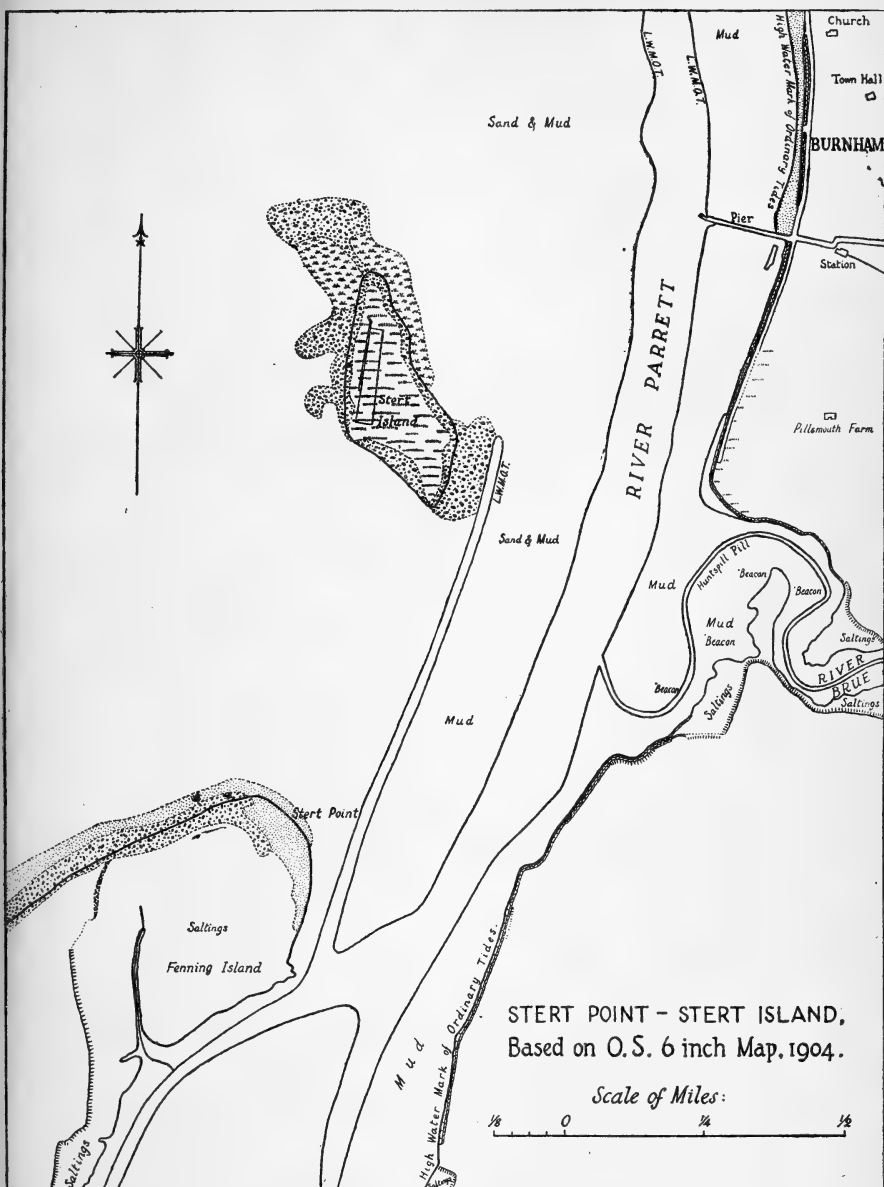 Church
Mud
Town Hall
L.W.M.O.T.
L.W.M.O.T.
High Water Mark of Ordinary Tides
Sand & Mud
BURNHAM
Pier
Station
RIVER PARRETT
Stert
Island
Pillsmouth Farm
L.W.M.O.T.
Sand & Mud
Huntspill Pill
Mud
Beacon
Beacon
Mud
Beacon
Saltings
RIVER
BRUE
Beacon
Saltings
Saltings
Mud
Stert Point
Saltings
Fenning Island
Mud
High Water Mark of Ordinary Tides.
STERT POINT - STERT ISLAND,
Based on O.S. 6 inch Map, 1904.
Scale of Miles:
⅛ 0 ¼ ½
Saltings
Saltings